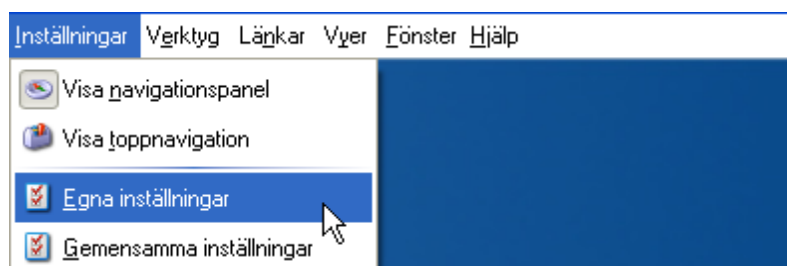 Inställningar Verktyg Länkar Vyer Fönster Hjälp
Visa navigationspanel
Visa toppnavigation
Egna inställningar
Gemensamma inställningar